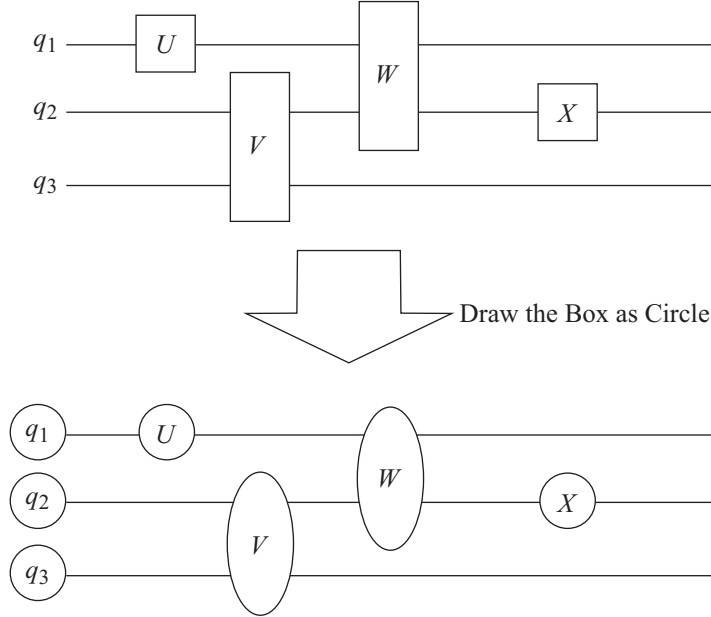 q1 U
W
q2 X
V
q3
Draw the Box as Circle
q1 U
W
q2 X
V
q3